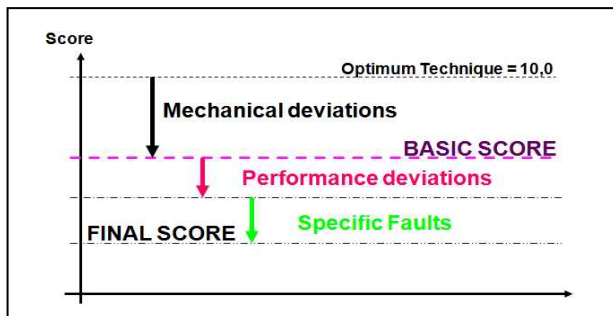 Score
Optimum Technique = 10,0
Mechanical deviations
BASIC SCORE
Performance deviations
Specific Faults
FINAL SCORE